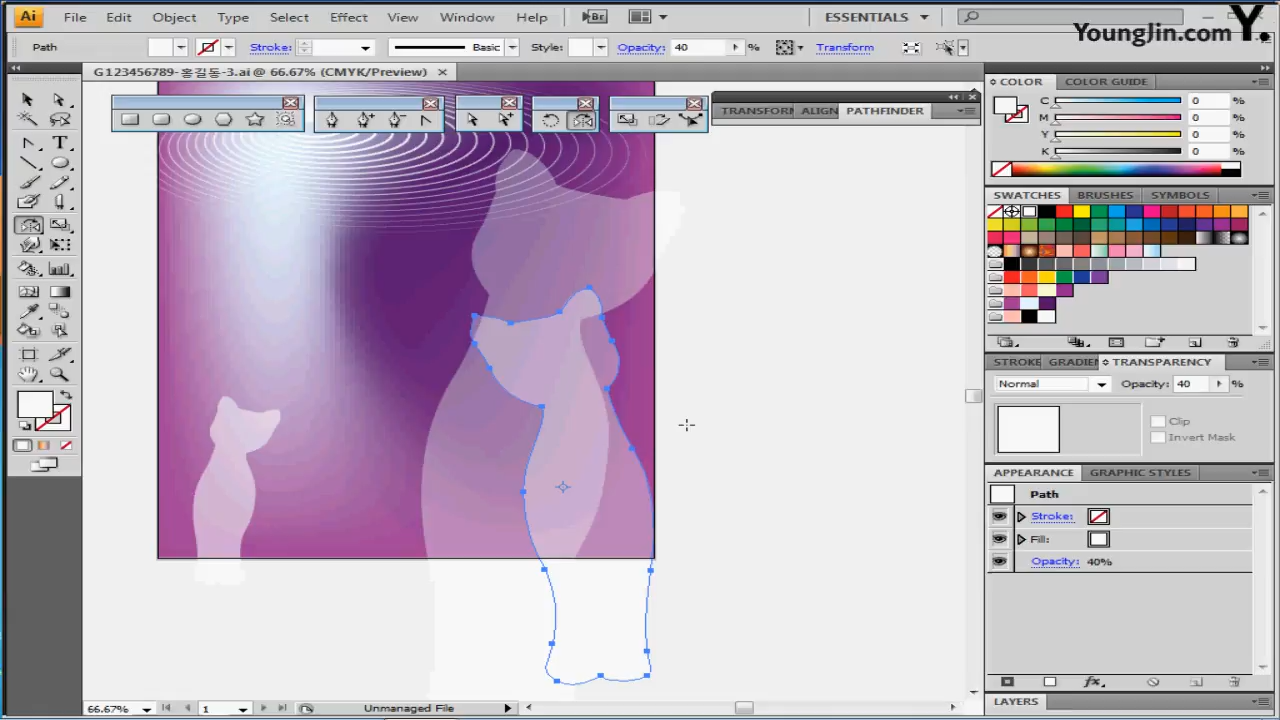 Ai File Edit Object Type Select Effect View Window Help Br ESSENTIALS
Path Stroke: Basic Style: Opacity: 40 % Transform
YoungJin.com Y.
G123456789-홍길동-3.ai @ 66.67% (CMYK/Preview) ×
TRANSFORM ALIGN PATHFINDER
COLOR COLOR GUIDE
C 0 %
M 0 %
Y 0 %
K 0 %
SWATCHES BRUSHES SYMBOLS
STROKE GRADIEN TRANSPARENCY
Normal Opacity: 40 %
Clip
Invert Mask
APPEARANCE GRAPHIC STYLES
Path
Stroke:
Fill:
Opacity: 40%
LAYERS
66.67% 1 Unmanaged File